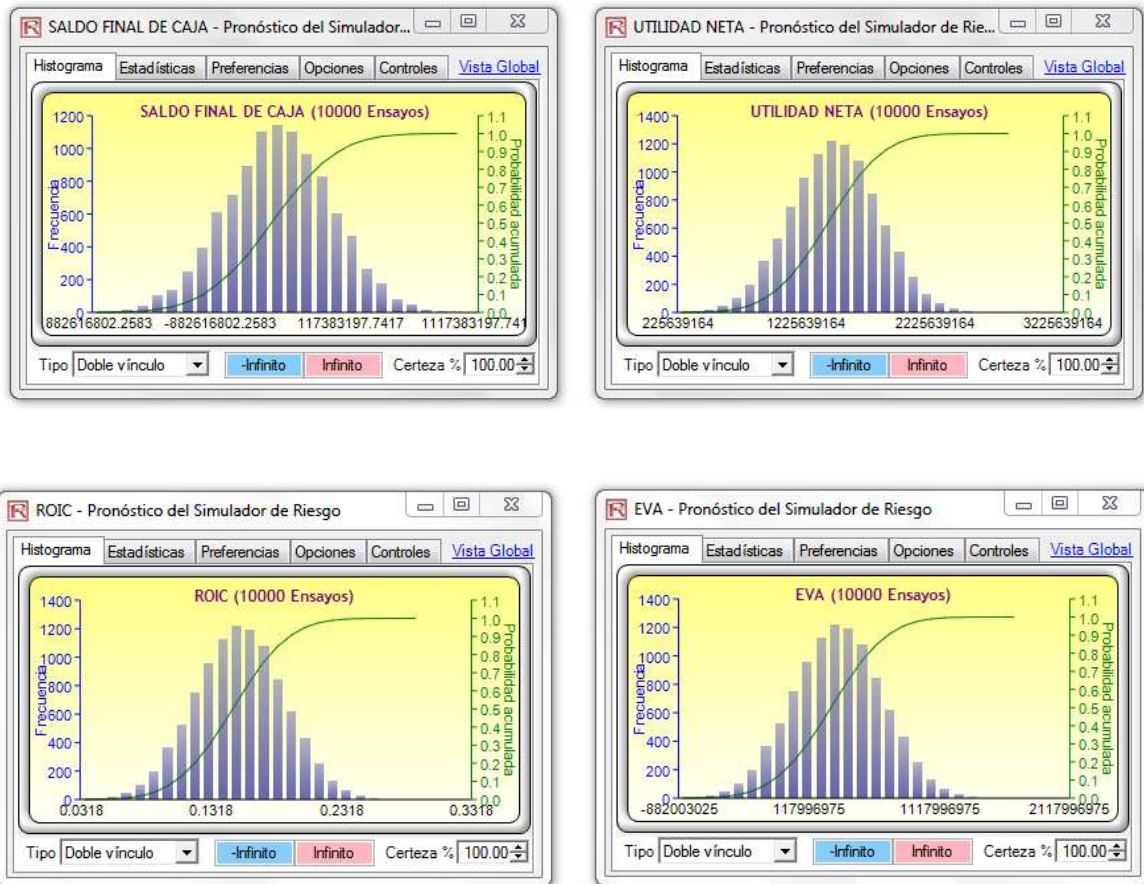 SALDO FINAL DE CAJA - Pronóstico del Simulador...
Histograma Estadísticas Preferencias Opciones Controles Vista Global
SALDO FINAL DE CAJA (10000 Ensayos)
Frecuencia
1200
1000
800
600
400
200
0
1.1
1.0
0.9
0.8
0.7
0.6
0.5
0.4
0.3
0.2
0.1
0.0
Probabilidad acumulada
882616802.2583 -882616802.2583 117383197.7417 1117383197.741
Tipo Doble vínculo -Infinito Infinito Certeza % 100.00
UTILIDAD NETA - Pronóstico del Simulador de Rie...
Histograma Estadísticas Preferencias Opciones Controles Vista Global
UTILIDAD NETA (10000 Ensayos)
Frecuencia
1400
1200
1000
800
600
400
200
0
1.1
1.0
0.9
0.8
0.7
0.6
0.5
0.4
0.3
0.2
0.1
0.0
Probabilidad acumulada
225639164 1225639164 2225639164 3225639164
Tipo Doble vínculo -Infinito Infinito Certeza % 100.00
ROIC - Pronóstico del Simulador de Riesgo
Histograma Estadísticas Preferencias Opciones Controles Vista Global
ROIC (10000 Ensayos)
Frecuencia
1400
1200
1000
800
600
400
200
0
1.1
1.0
0.9
0.8
0.7
0.6
0.5
0.4
0.3
0.2
0.1
0.0
Probabilidad acumulada
0.0318 0.1318 0.2318 0.3318
Tipo Doble vínculo -Infinito Infinito Certeza % 100.00
EVA - Pronóstico del Simulador de Riesgo
Histograma Estadísticas Preferencias Opciones Controles Vista Global
EVA (10000 Ensayos)
Frecuencia
1400
1200
1000
800
600
400
200
0
1.1
1.0
0.9
0.8
0.7
0.6
0.5
0.4
0.3
0.2
0.1
0.0
Probabilidad acumulada
-882003025 117996975 1117996975 2117996975
Tipo Doble vínculo -Infinito Infinito Certeza % 100.00